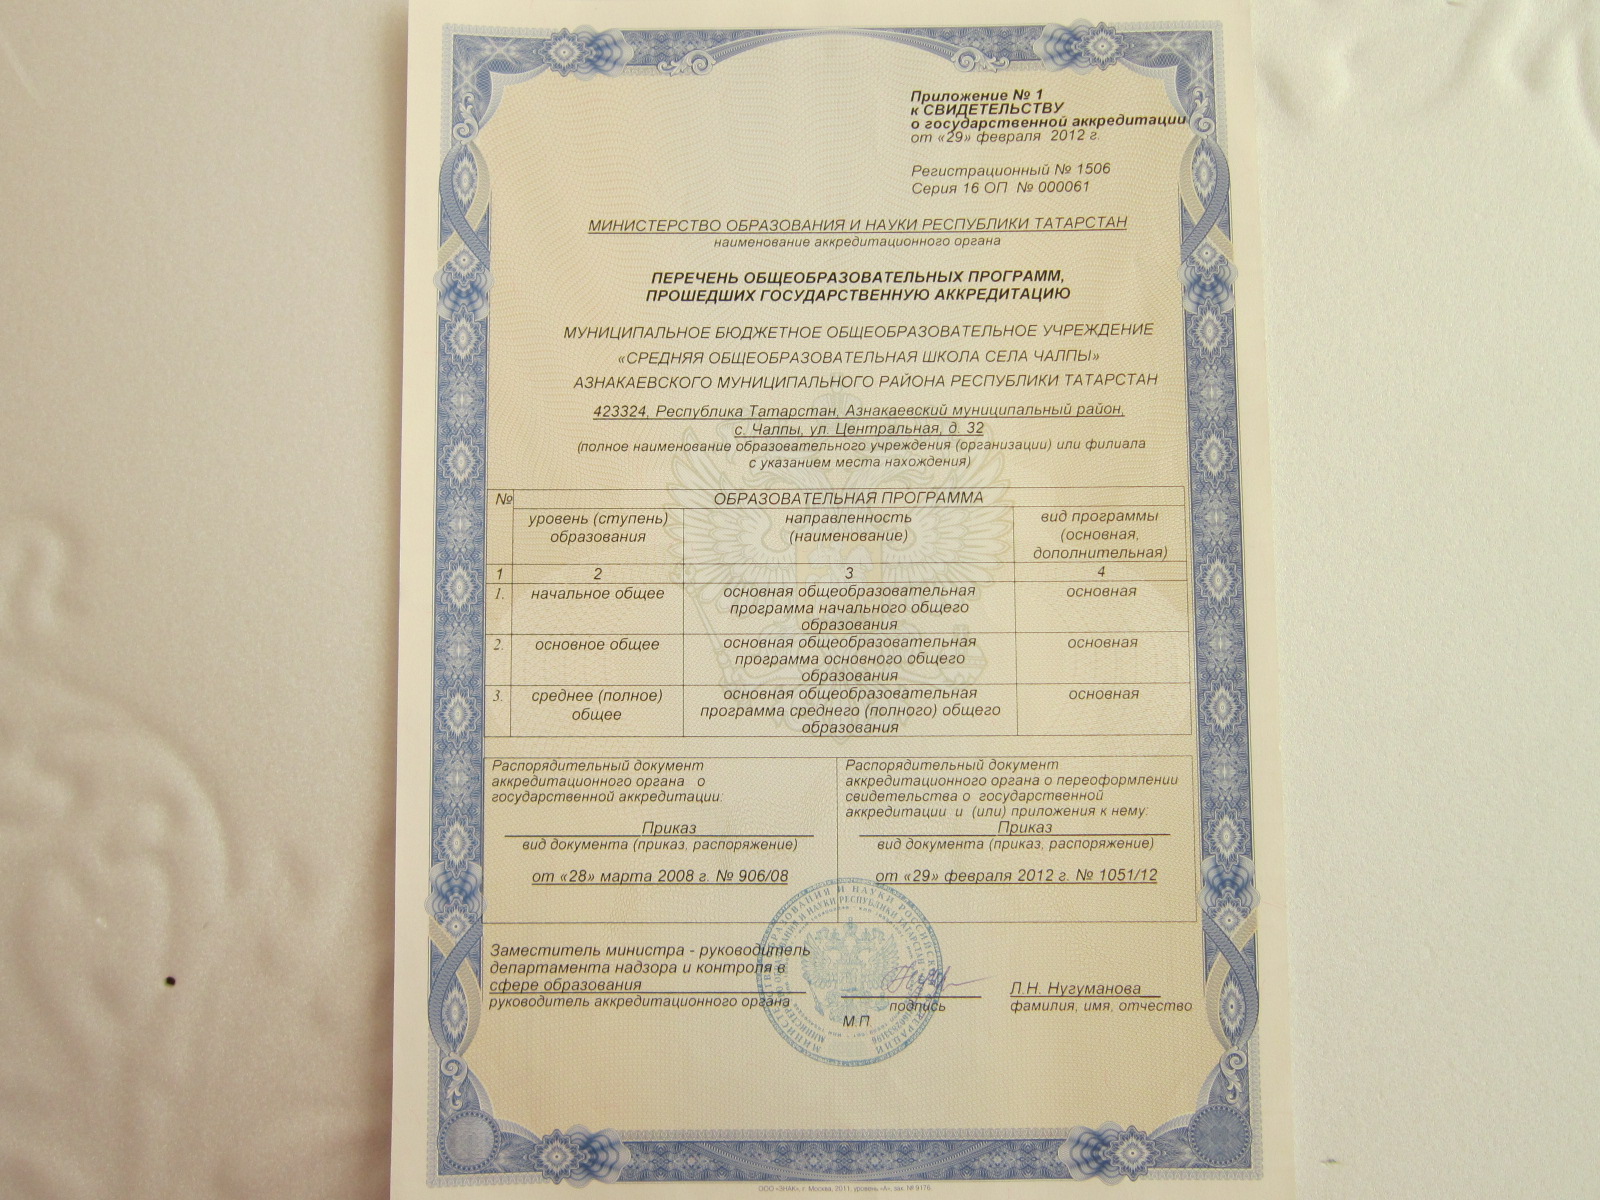 Приложение № 1
к СВИДЕТЕЛЬСТВУ
о государственной аккредитации
от «29» февраля 2012 г.
Регистрационный № 1506
Серия 16 ОП № 000061
МИНИСТЕРСТВО ОБРАЗОВАНИЯ И НАУКИ РЕСПУБЛИКИ ТАТАРСТАН
наименование аккредитационного органа
ПЕРЕЧЕНЬ ОБЩЕОБРАЗОВАТЕЛЬНЫХ ПРОГРАММ,
ПРОШЕДШИХ ГОСУДАРСТВЕННУЮ АККРЕДИТАЦИЮ
МУНИЦИПАЛЬНОЕ БЮДЖЕТНОЕ ОБЩЕОБРАЗОВАТЕЛЬНОЕ УЧРЕЖДЕНИЕ
«СРЕДНЯЯ ОБЩЕОБРАЗОВАТЕЛЬНАЯ ШКОЛА СЕЛА ЧАЛПЫ»
АЗНАКАЕВСКОГО МУНИЦИПАЛЬНОГО РАЙОНА РЕСПУБЛИКИ ТАТАРСТАН
423324, Республика Татарстан, Азнакаевский муниципальный район,
с. Чалпы, ул. Центральная, д. 32
(полное наименование образовательного учреждения (организации) или филиала
с указанием места нахождения)
№ ОБРАЗОВАТЕЛЬНАЯ ПРОГРАММА
уровень (ступень)
образования
направленность
(наименование)
вид программы
(основная,
дополнительная)
1 2 3 4
1. начальное общее
основная общеобразовательная
программа начального общего
образования
основная
2. основное общее
основная общеобразовательная
программа основного общего
образования
основная
3. среднее (полное)
общее
основная общеобразовательная
программа среднего (полного) общего
образования
основная
Распорядительный документ
аккредитационного органа о
государственной аккредитации:
Приказ
вид документа (приказ, распоряжение)
от «28» марта 2008 г. № 906/08
Распорядительный документ
аккредитационного органа о переоформлении
свидетельства о государственной
аккредитации и (или) приложения к нему:
Приказ
вид документа (приказ, распоряжение)
от «29» февраля 2012 г. № 1051/12
Заместитель министра - руководитель
департамента надзора и контроля в
сфере образования
руководитель аккредитационного органа
подпись
М.П.
Л.Н. Нугуманова
фамилия, имя, отчество
ООО «ЗНАК», г. Москва, 2011, уровень «А», зак. № 9176